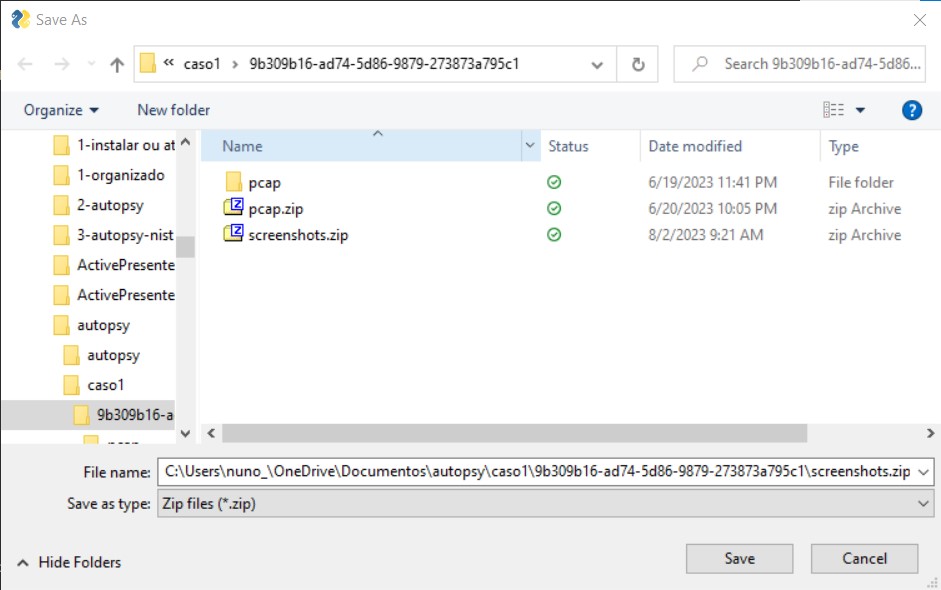 Save As
« caso1 › 9b309b16-ad74-5d86-9879-273873a795c1
Search 9b309b16-ad74-5d86...
Organize
New folder
?
1-instalar ou at
1-organizado
2-autopsy
3-autopsy-nist
ActivePresente
ActivePresente
autopsy
autopsy
caso1
9b309b16-a
Name Status Date modified Type
pcap 6/19/2023 11:41 PM File folder
pcap.zip 6/20/2023 10:05 PM zip Archive
screenshots.zip 8/2/2023 9:21 AM zip Archive
File name: C:\Users\nuno_\OneDrive\Documentos\autopsy\caso1\9b309b16-ad74-5d86-9879-273873a795c1\screenshots.zip
Save as type: Zip files (*.zip)
Hide Folders
Save
Cancel